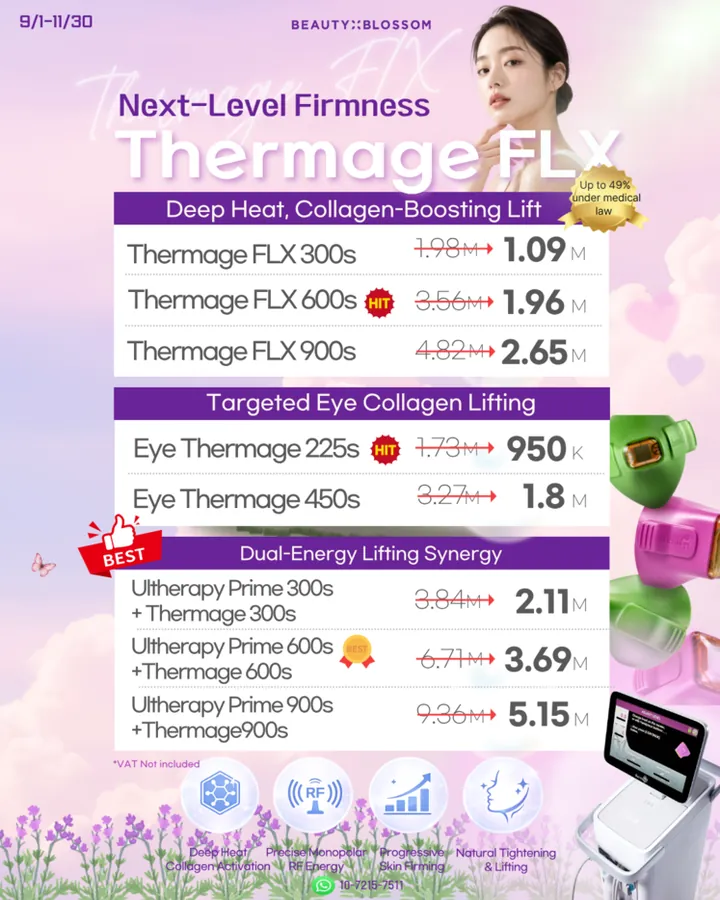 9/1-11/30
BEAUTY::BLOSSOM
Thermage FLX
Next-Level Firmness
Thermage FLX
Up to 49%
under medical
law
Deep Heat, Collagen-Boosting Lift
Thermage FLX 300s 1.98M 1.09 M
Thermage FLX 600s HIT 3.56M 1.96 M
Thermage FLX 900s 4.82M 2.65 M
Targeted Eye Collagen Lifting
Eye Thermage 225s HIT 1.73M 950 K
Eye Thermage 450s 3.27M 1.8 M
BEST
Dual-Energy Lifting Synergy
Ultherapy Prime 300s
+ Thermage 300s 3.84M 2.11 M
Ultherapy Prime 600s
+Thermage 600s BEST 6.71M 3.69 M
Ultherapy Prime 900s
+Thermage900s 9.36M 5.15 M
*VAT Not included
RF
Deep Heat
Collagen Activation
Precise Monopolar
RF Energy
Progressive
Skin Firming
Natural Tightening
& Lifting
10-7215-7511